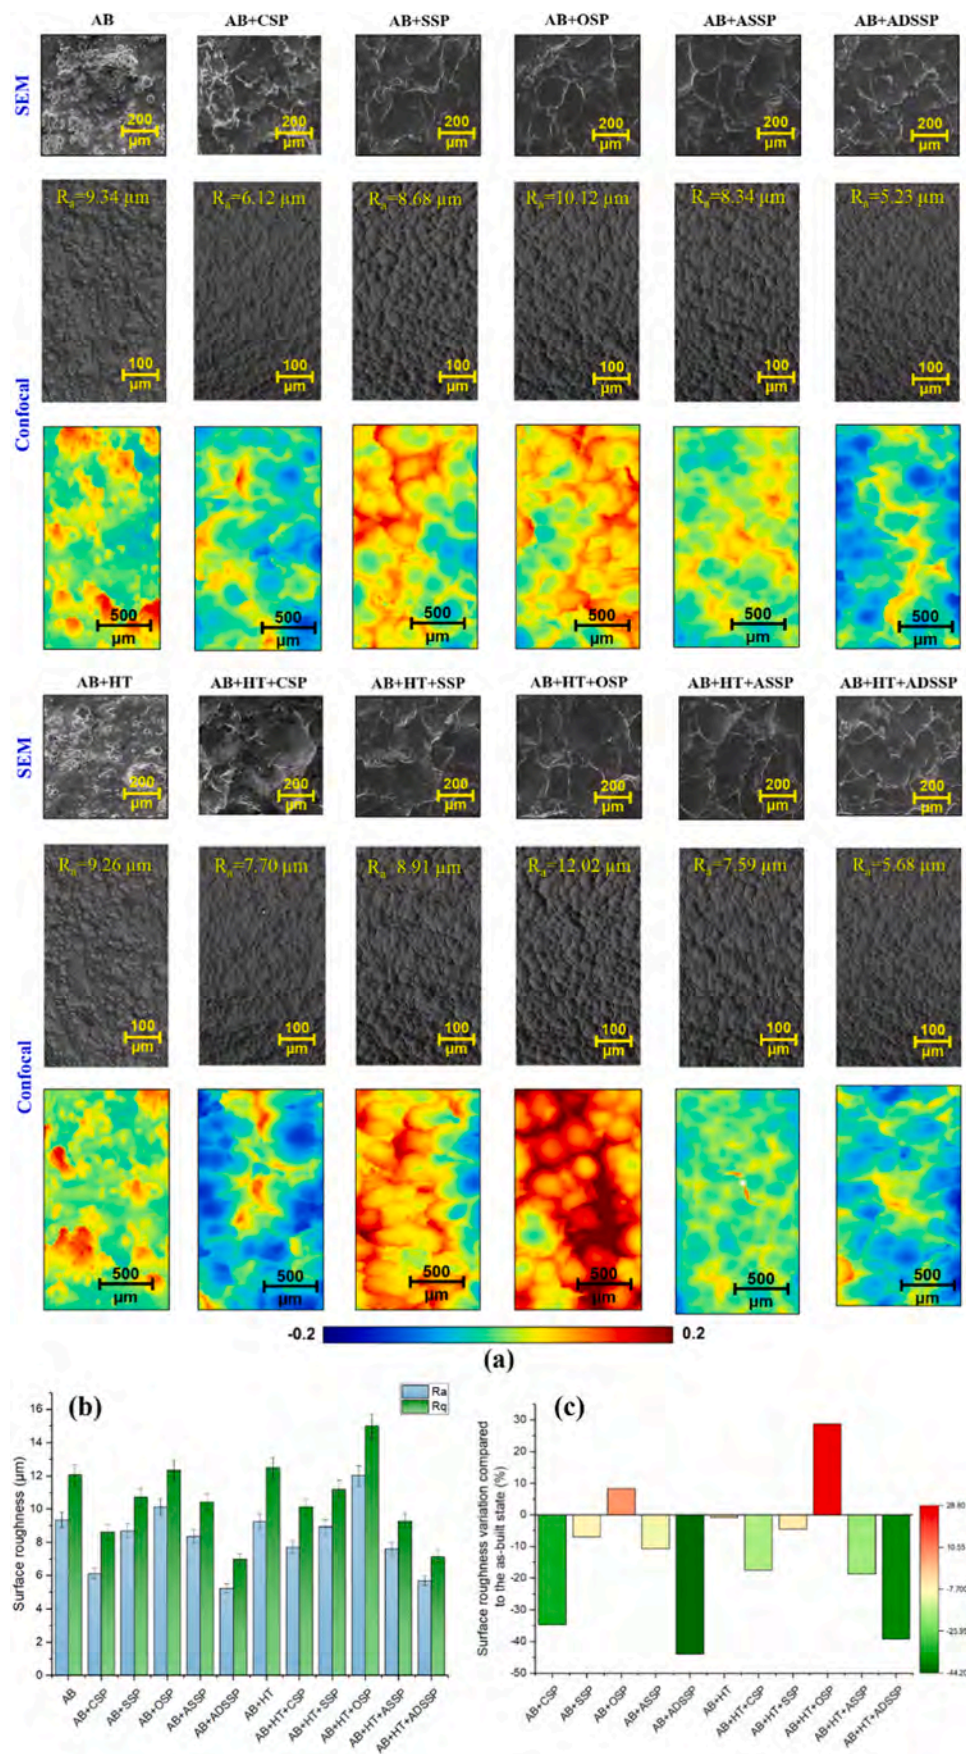 AB AB+CSP AB+SSP AB+OSP AB+ASSP AB+ADSSP
SEM
200 200 200 200 200 200
µm µm µm µm µm µm
Ra=9.34 µm Ra=6.12 µm Ra=8.68 µm Ra=10.12 µm Ra=8.34 µm Ra=5.23 µm
100 100 100 100 100 100
µm µm µm µm µm µm
Confocal
500 500 500 500 500 500
µm µm µm µm µm µm
AB+HT AB+HT+CSP AB+HT+SSP AB+HT+OSP AB+HT+ASSP AB+HT+ADSSP
SEM
200 200 200 200 200 200
µm µm µm µm µm µm
Ra=9.26 µm Ra=7.70 µm Ra=8.91 µm Ra=12.02 µm Ra=7.59 µm Ra=5.68 µm
100 100 100 100 100 100
µm µm µm µm µm µm
Confocal
500 500 500 500 500 500
µm µm µm µm µm µm
-0.2 0.2
(a)
(b)
Ra
Rq
Surface roughness (µm)
16
14
12
10
8
6
4
2
0
AB AB+CSP AB+SSP AB+OSP AB+ASSP AB+ADSSP AB+HT AB+HT+CSP AB+HT+SSP AB+HT+OSP AB+HT+ASSP AB+HT+ADSSP
(c)
Surface roughness variation compared
to the as-built state (%)
30
20
10
0
-10
-20
-30
-40
-50
AB+CSP AB+SSP AB+OSP AB+ASSP AB+ADSSP AB+HT AB+HT+CSP AB+HT+SSP AB+HT+OSP AB+HT+ASSP AB+HT+ADSSP
28.80
10.55
-7.700
-25.95
-44.20